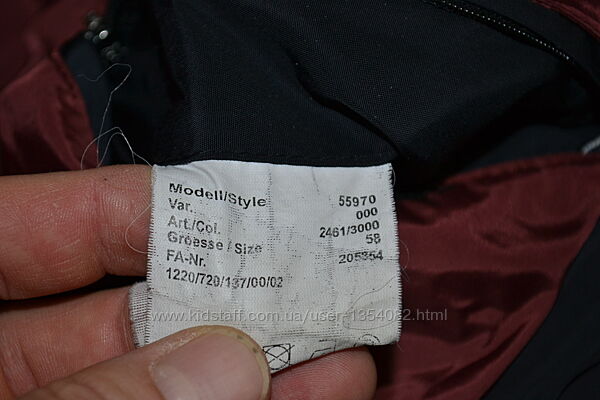 Modell/Style 55970
Var. 000
Art./Col. 2461/3000
Groesse / Size 58
FA-Nr. 205354
1220/720/137/00/02
www.kidstaff.com.ua/user-1354032.html